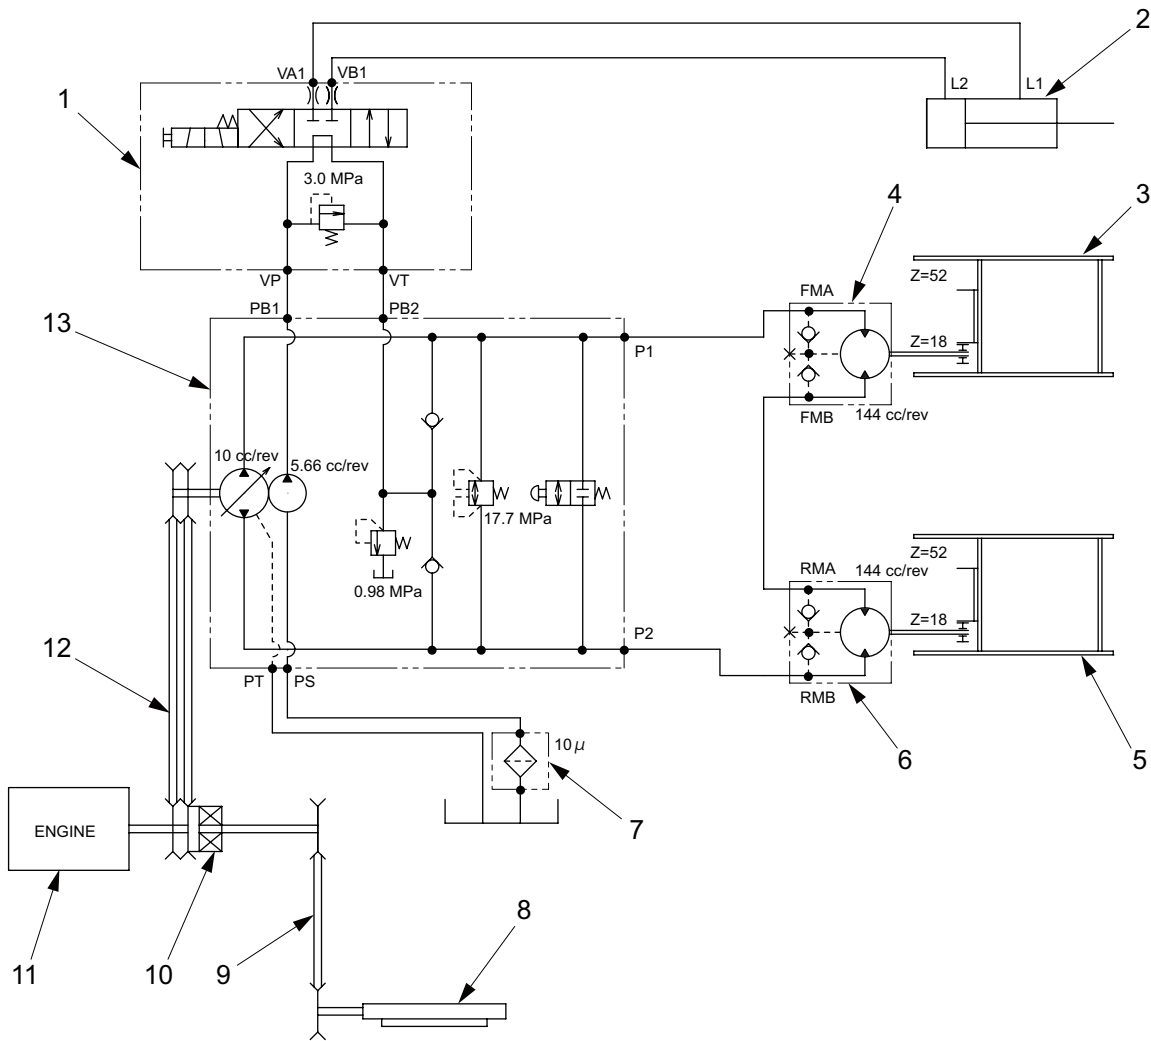 2
VA1 VB1
L2 L1
1
3.0 MPa
4
3
Z=52
VP VT
FMA
13
PB1 PB2
P1
Z=18
FMB
144 cc/rev
10 cc/rev
5.66 cc/rev
17.7 MPa
Z=52
RMA
144 cc/rev
0.98 MPa
Z=18
12
P2
PT PS
RMB
10 μ
6
5
7
ENGINE
8
11
10
9